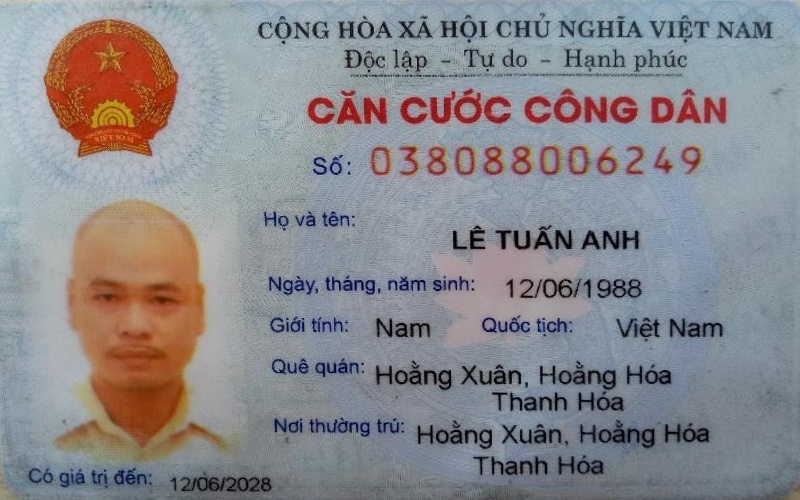 CỘNG HÒA XÃ HỘI CHỦ NGHĨA VIỆT NAM
Độc lập - Tự do - Hạnh phúc
CĂN CƯỚC CÔNG DÂN
Số: 038088006249
Họ và tên:
LÊ TUẤN ANH
Ngày, tháng, năm sinh: 12/06/1988
Giới tính: Nam Quốc tịch: Việt Nam
Quê quán: Hoằng Xuân, Hoằng Hóa
Thanh Hóa
Nơi thường trú: Hoằng Xuân, Hoằng Hóa
Thanh Hóa
Có giá trị đến: 12/06/2028